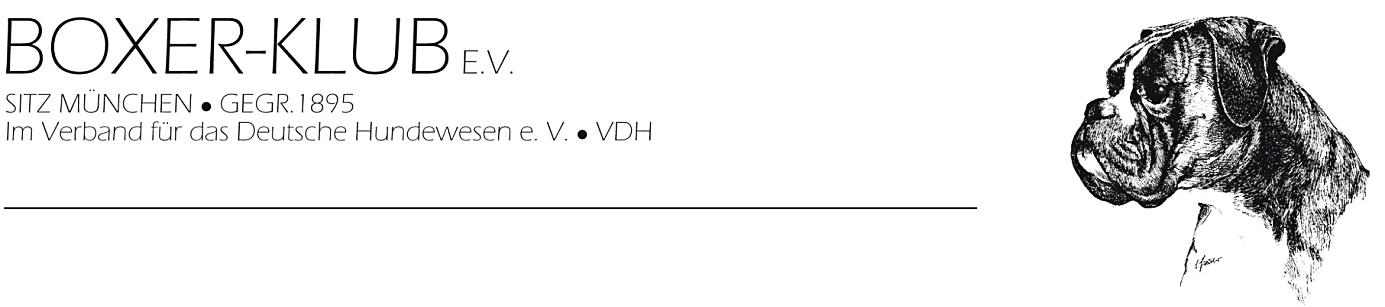 BOXER-KLUB E.V.
SITZ MÜNCHEN • GEGR.1895
Im Verband für das Deutsche Hundewesen e. V. • VDH